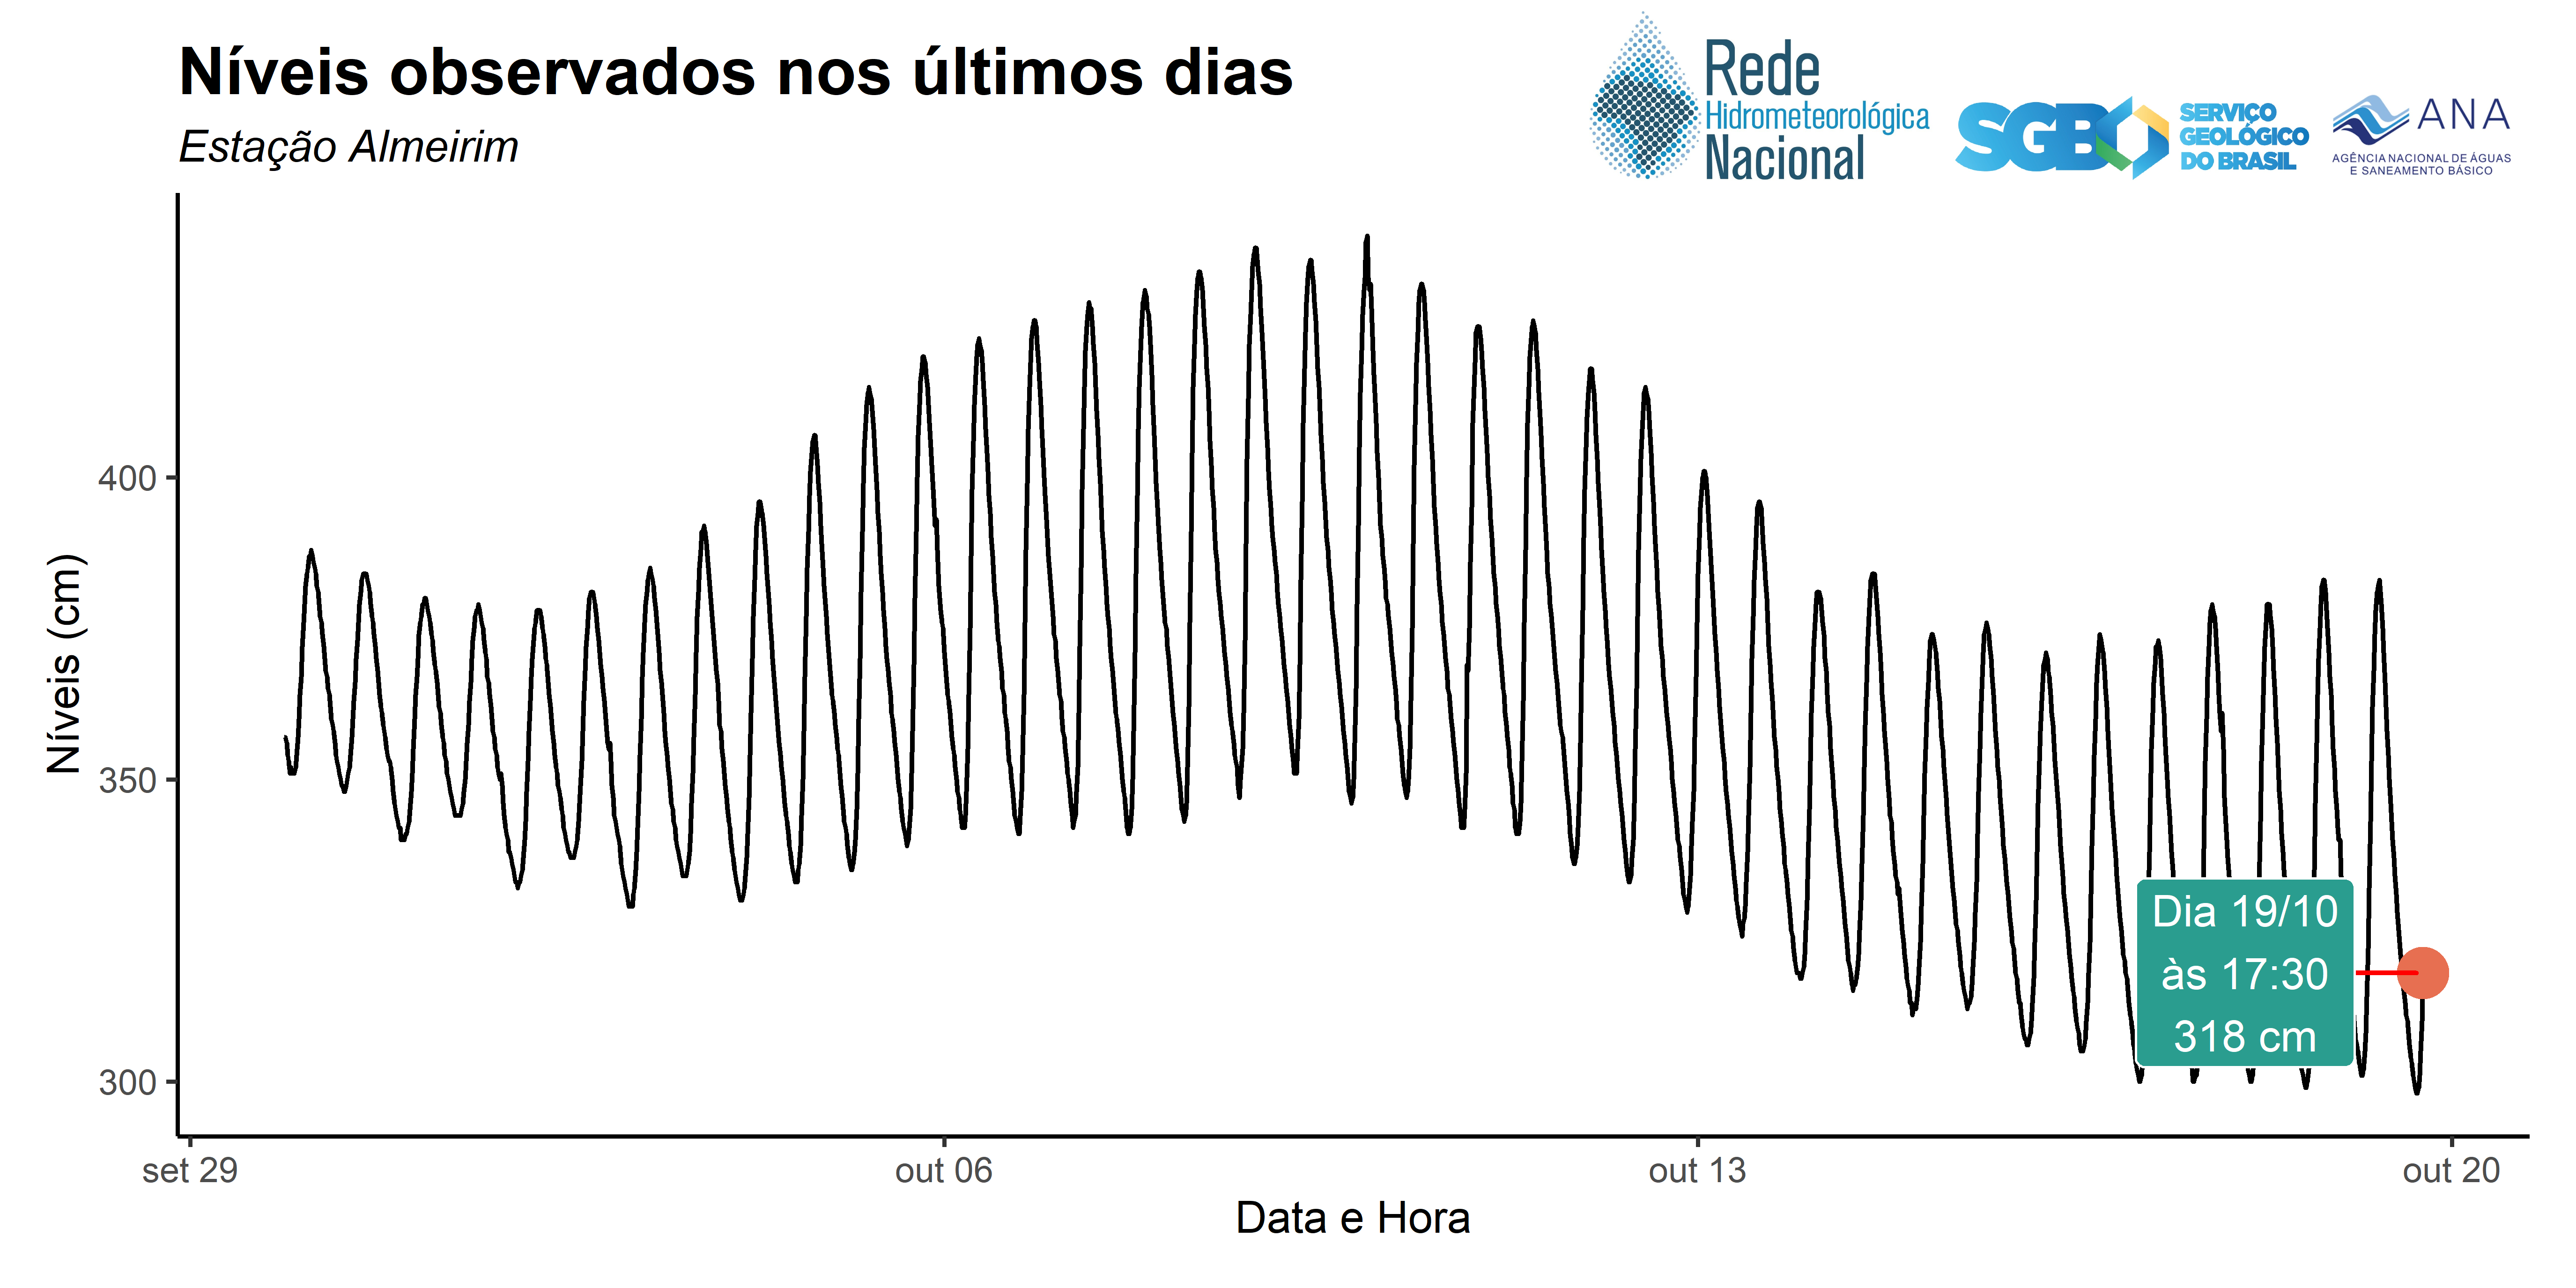 Níveis observados nos últimos dias
Estação Almeirim
Rede
Hidrometeorológica
Nacional
SGB
SERVIÇO
GEOLÓGICO
DO BRASIL
ANA
AGÊNCIA NACIONAL DE ÁGUAS
E SANEAMENTO BÁSICO
Níveis (cm)
400
350
300
Dia 19/10
às 17:30
318 cm
set 29
out 06
out 13
out 20
Data e Hora